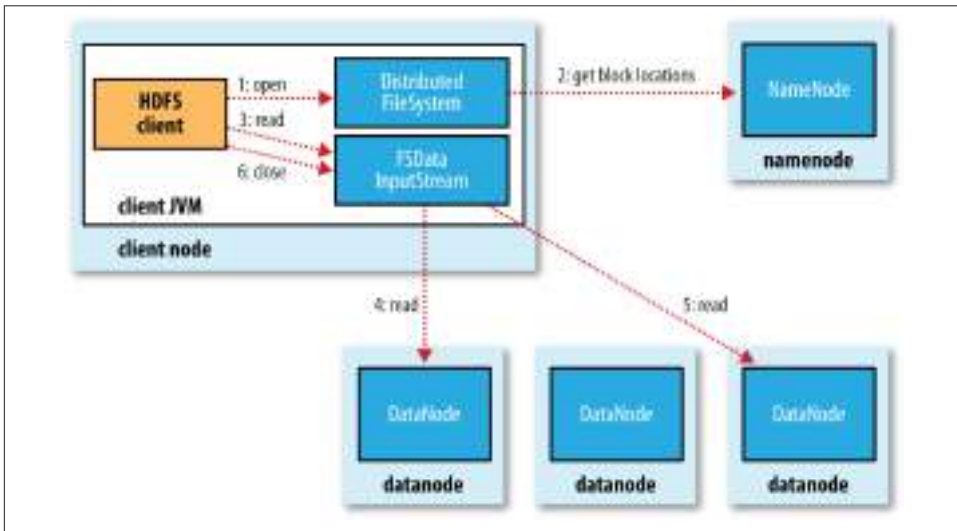 HDFS
client
1: open
3: read
6: close
Distributed
FileSystem
FSData
InputStream
2: get block locations
NameNode
namenode
client JVM
client node
4: read
5: read
DataNode
datanode
DataNode
datanode
DataNode
datanode